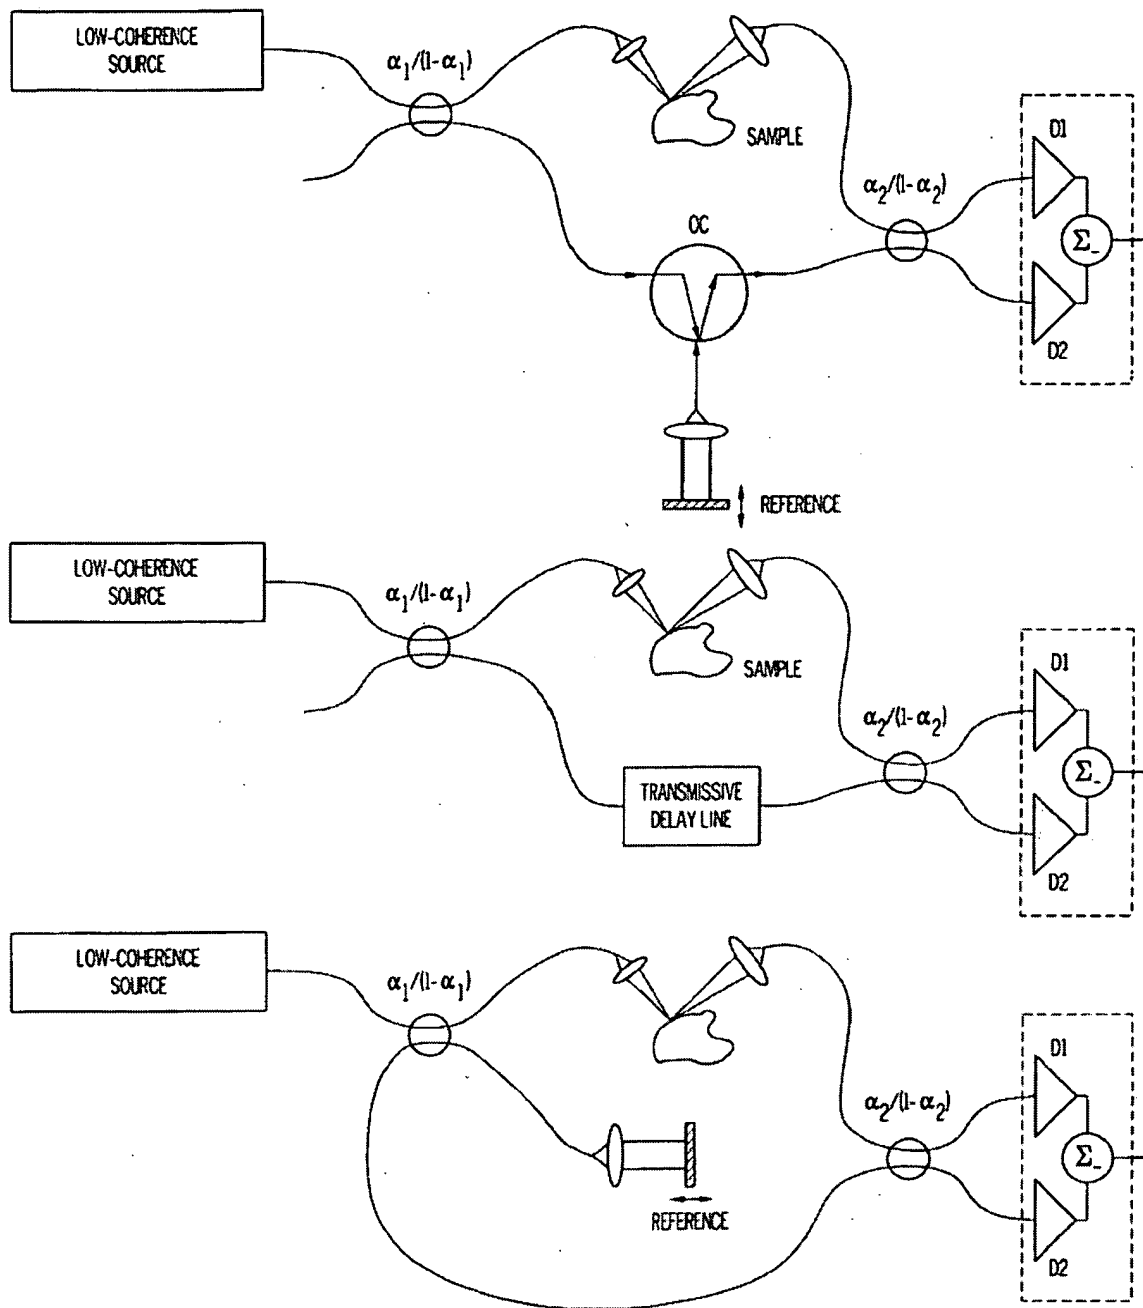 LOW-COHERENCE
SOURCE
α₁/(1-α₁)
SAMPLE
OC
α₂/(1-α₂)
D1
Σ₋
D2
REFERENCE
LOW-COHERENCE
SOURCE
α₁/(1-α₁)
SAMPLE
TRANSMISSIVE
DELAY LINE
α₂/(1-α₂)
D1
Σ₋
D2
LOW-COHERENCE
SOURCE
α₁/(1-α₁)
REFERENCE
α₂/(1-α₂)
D1
Σ₋
D2